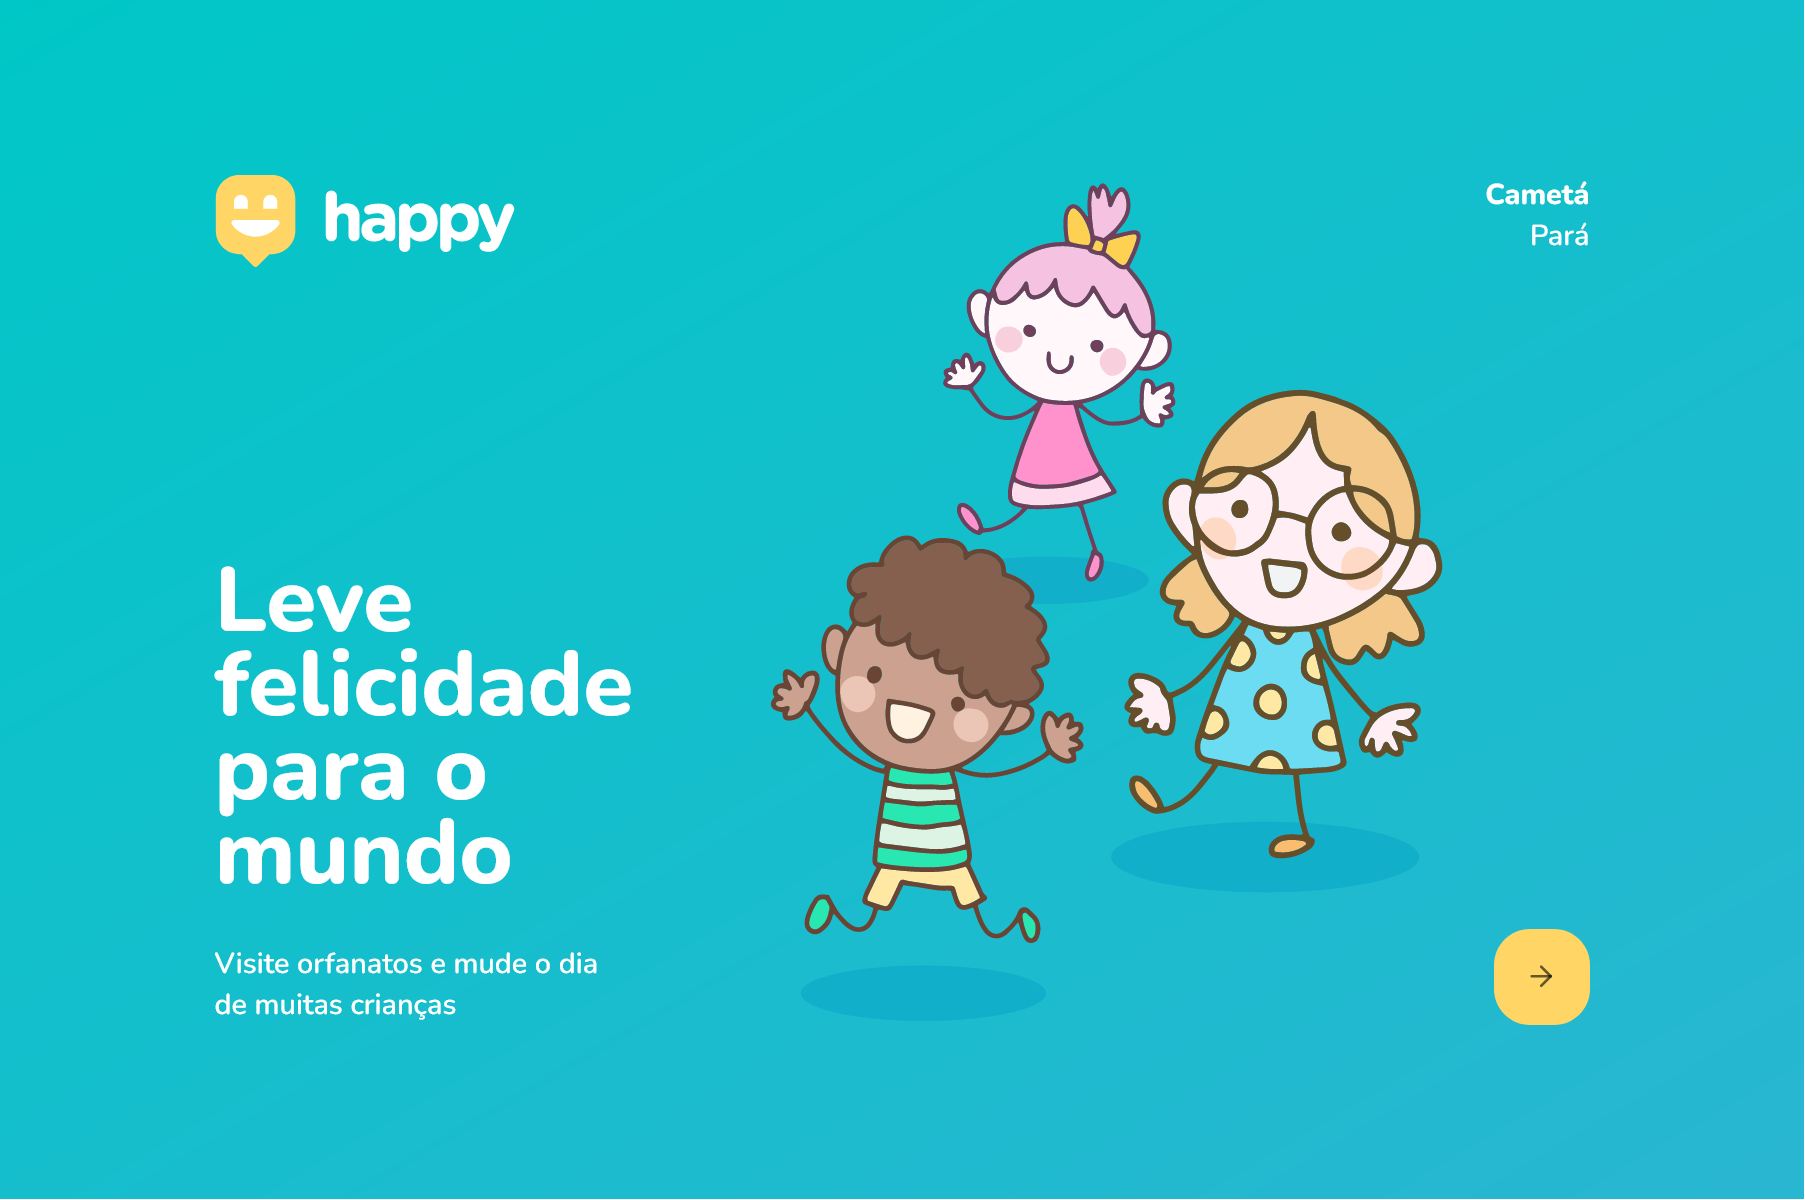 happy
Cametá
Pará
Leve
felicidade
para o
mundo
Visite orfanatos e mude o dia
de muitas crianças